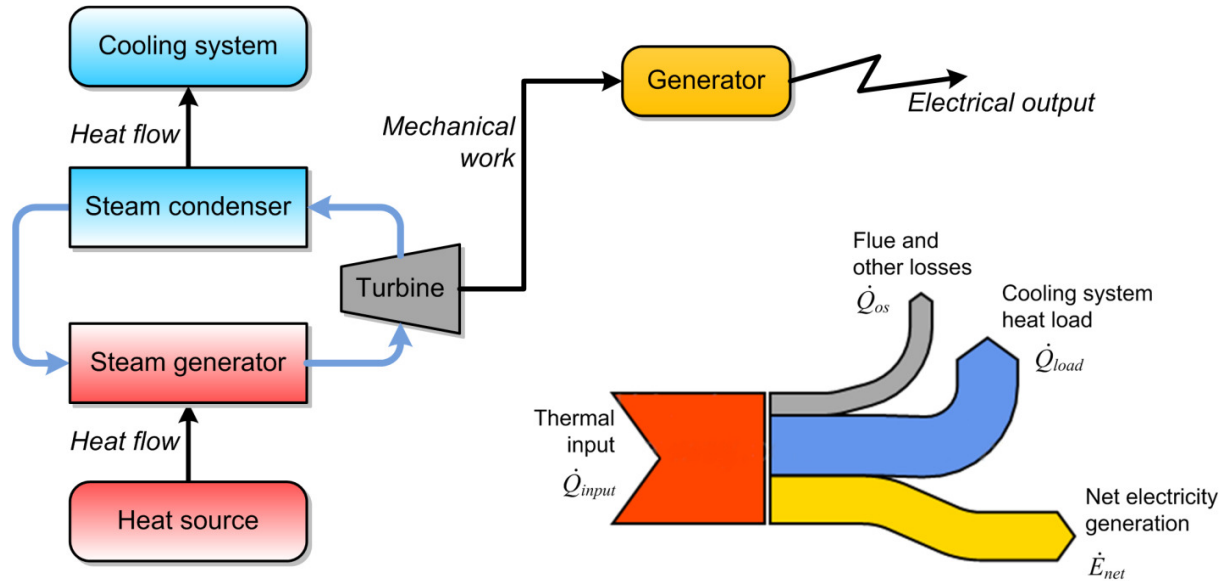 Cooling system
Heat flow
Steam condenser
Steam generator
Heat flow
Heat source
Turbine
Mechanical
work
Generator
Electrical output
Flue and
other losses
Q̇os
Cooling system
heat load
Q̇load
Thermal
input
Q̇input
Net electricity
generation
Ėnet